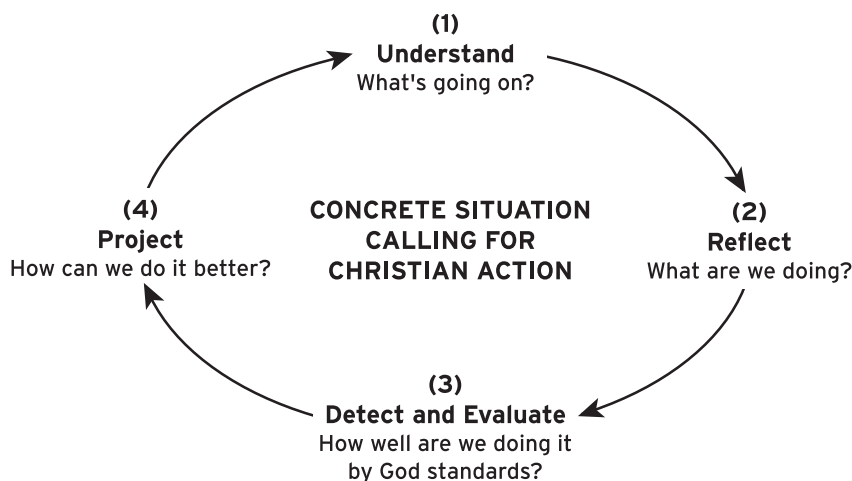 (1)
Understand
What's going on?
(2)
Reflect
What are we doing?
(3)
Detect and Evaluate
How well are we doing it
by God standards?
(4)
Project
How can we do it better?
CONCRETE SITUATION
CALLING FOR
CHRISTIAN ACTION